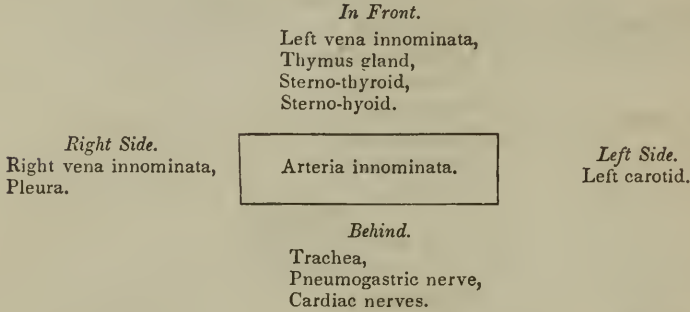 In Front.
Left vena innominata,
Thymus gland,
Sterno-thyroid,
Sterno-hyoid.
Right Side.
Right vena innominata,
Pleura.
Arteria innominata.
Left Side.
Left carotid.
Behind.
Trachea,
Pneumogastric nerve,
Cardiac nerves.